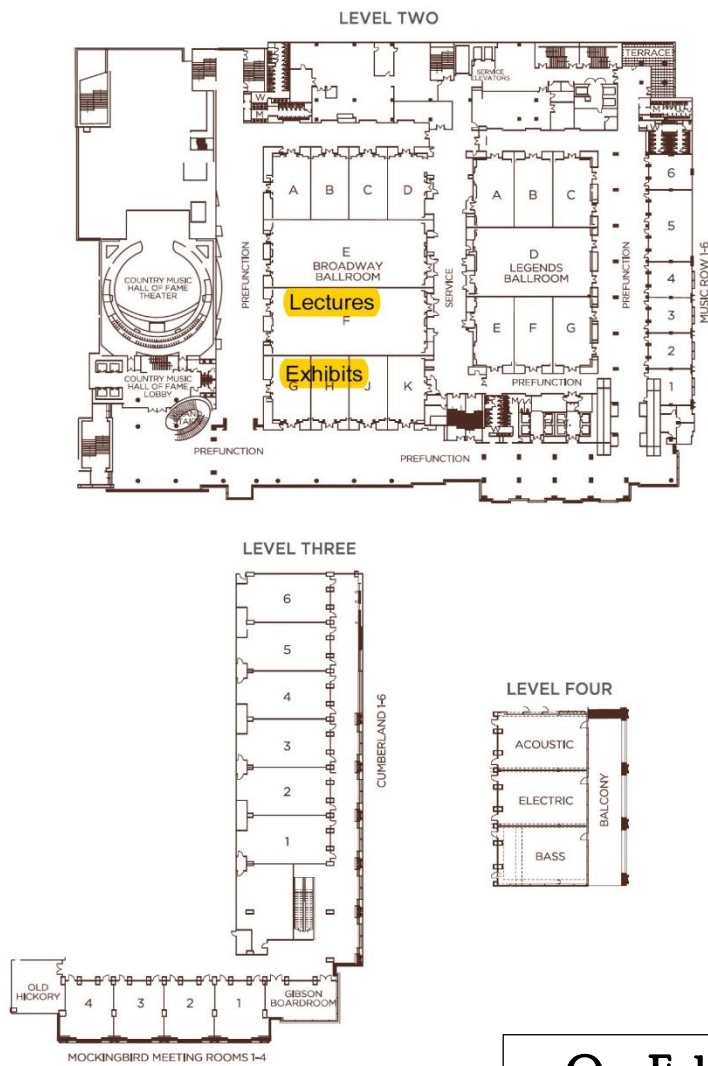 LEVEL TWO
TERRACE
SERVICE
ELEVATORS
W
M
M
W
A B C D
A B C
6
5
4
3
2
1
MUSIC ROW 1-6
PREFUNCTION
E
BROADWAY
BALLROOM
SERVICE
D
LEGENDS
BALLROOM
PREFUNCTION
COUNTRY MUSIC
HALL OF FAME
THEATER
Lectures
F
Exhibits
G H J K
E F G
PREFUNCTION
COUNTRY MUSIC
HALL OF FAME
LOBBY
GRAND
STAIR
M
W
PREFUNCTION
PREFUNCTION
LEVEL THREE
6
5
4
3
2
1
CUMBERLAND 1-6
LEVEL FOUR
ACOUSTIC
ELECTRIC
BASS
BALCONY
OLD
HICKORY
4 3 2 1
GIBSON
BOARDROOM
MOCKINGBIRD MEETING ROOMS 1-4